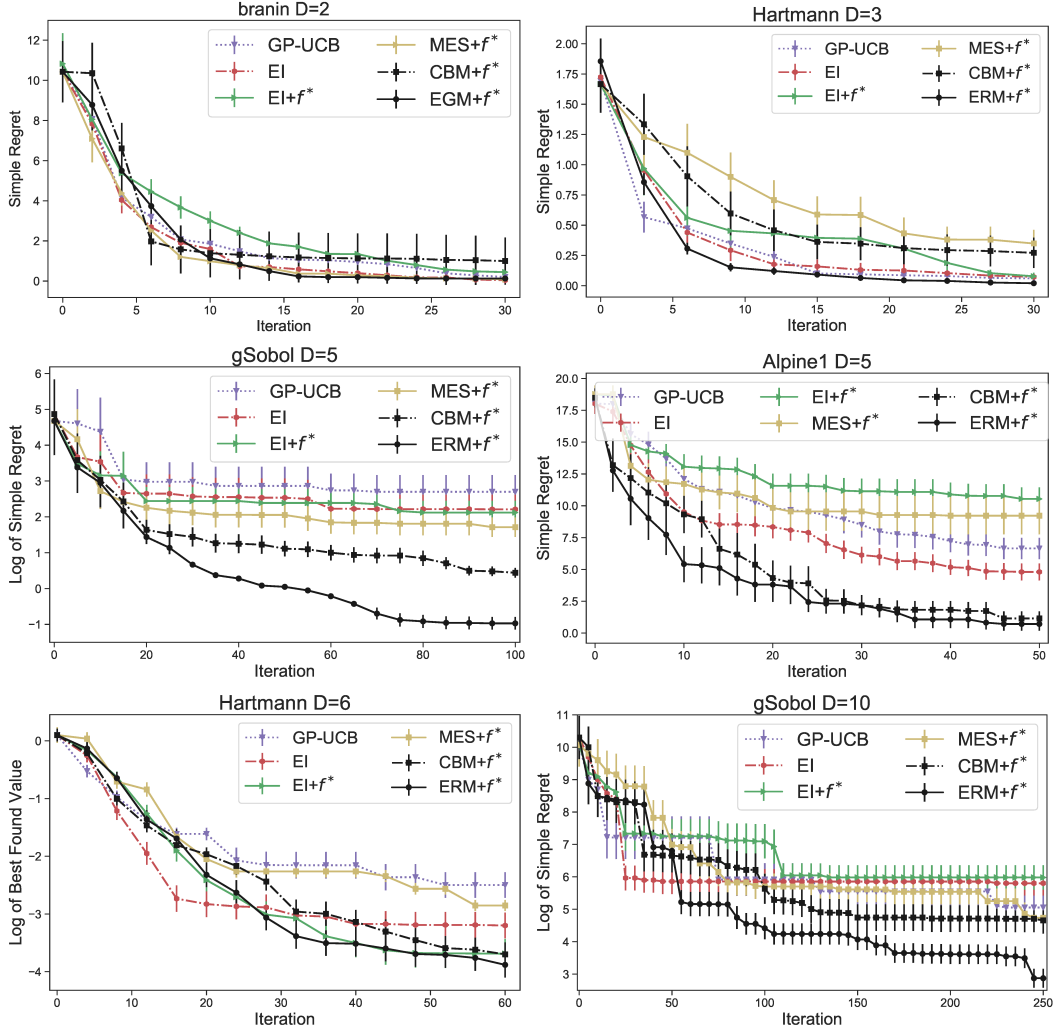 branin D=2
Simple Regret
12
10
8
6
4
2
0
GP-UCB
EI
EI+f*
MES+f*
CBM+f*
EGM+f*
0 5 10 15 20 25 30
Iteration
Hartmann D=3
Simple Regret
2.00
1.75
1.50
1.25
1.00
0.75
0.50
0.25
0.00
GP-UCB
EI
EI+f*
MES+f*
CBM+f*
ERM+f*
0 5 10 15 20 25 30
Iteration
gSobol D=5
Log of Simple Regret
6
5
4
3
2
1
0
−1
GP-UCB
EI
EI+f*
MES+f*
CBM+f*
ERM+f*
0 20 40 60 80 100
Iteration
Alpine1 D=5
Simple Regret
20.0
17.5
15.0
12.5
10.0
7.5
5.0
2.5
0.0
GP-UCB
EI
EI+f*
MES+f*
CBM+f*
ERM+f*
0 10 20 30 40 50
Iteration
Hartmann D=6
Log of Best Found Value
0
−1
−2
−3
−4
GP-UCB
EI
EI+f*
MES+f*
CBM+f*
ERM+f*
0 10 20 30 40 50 60
Iteration
gSobol D=10
Log of Simple Regret
11
10
9
8
7
6
5
4
3
GP-UCB
EI
EI+f*
MES+f*
CBM+f*
ERM+f*
0 50 100 150 200 250
Iteration